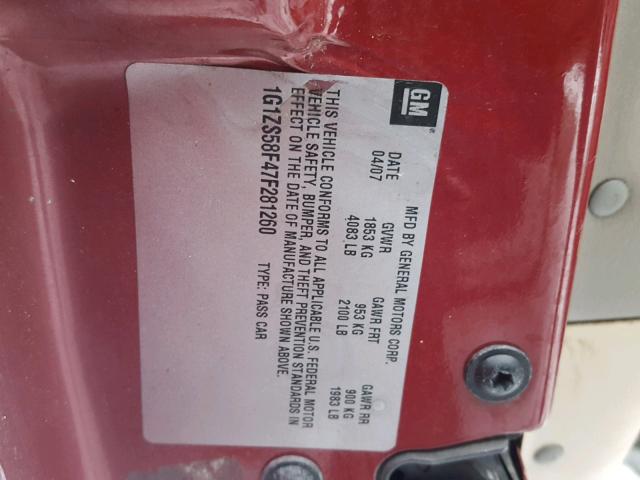 GM
MFD BY GENERAL MOTORS CORP.
DATE GVWR GAWR FRT GAWR RR
04/07 1853 KG 953 KG 900 KG
4083 LB 2100 LB 1983 LB
THIS VEHICLE CONFORMS TO ALL APPLICABLE U.S. FEDERAL MOTOR
VEHICLE SAFETY, BUMPER, AND THEFT PREVENTION STANDARDS IN
EFFECT ON THE DATE OF MANUFACTURE SHOWN ABOVE.
1G1ZS58F47F281260 TYPE: PASS CAR